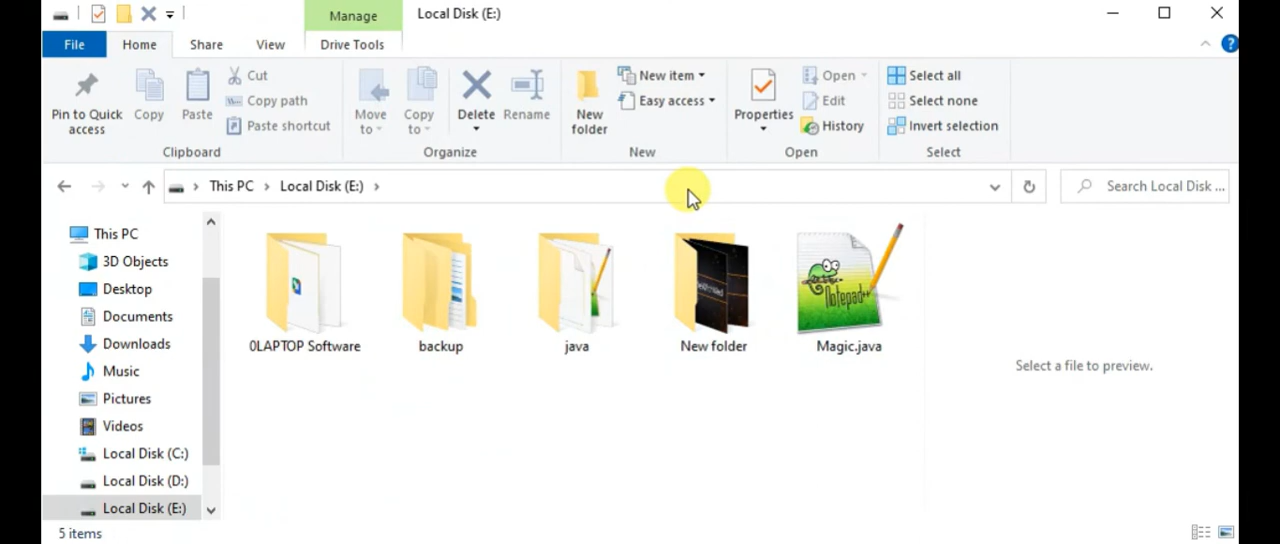 Manage
Local Disk (E:)
File
Home
Share
View
Drive Tools
Pin to Quick
access
Copy
Paste
Cut
Copy path
Paste shortcut
Clipboard
Move
to
Copy
to
Delete
Rename
Organize
New
folder
New item
Easy access
New
Properties
Open
Edit
History
Open
Select all
Select none
Invert selection
Select
This PC
Local Disk (E:)
Search Local Disk ...
This PC
3D Objects
Desktop
Documents
Downloads
Music
Pictures
Videos
Local Disk (C:)
Local Disk (D:)
Local Disk (E:)
Notepad++
0LAPTOP Software
backup
java
New folder
Magic.java
Select a file to preview.
5 items